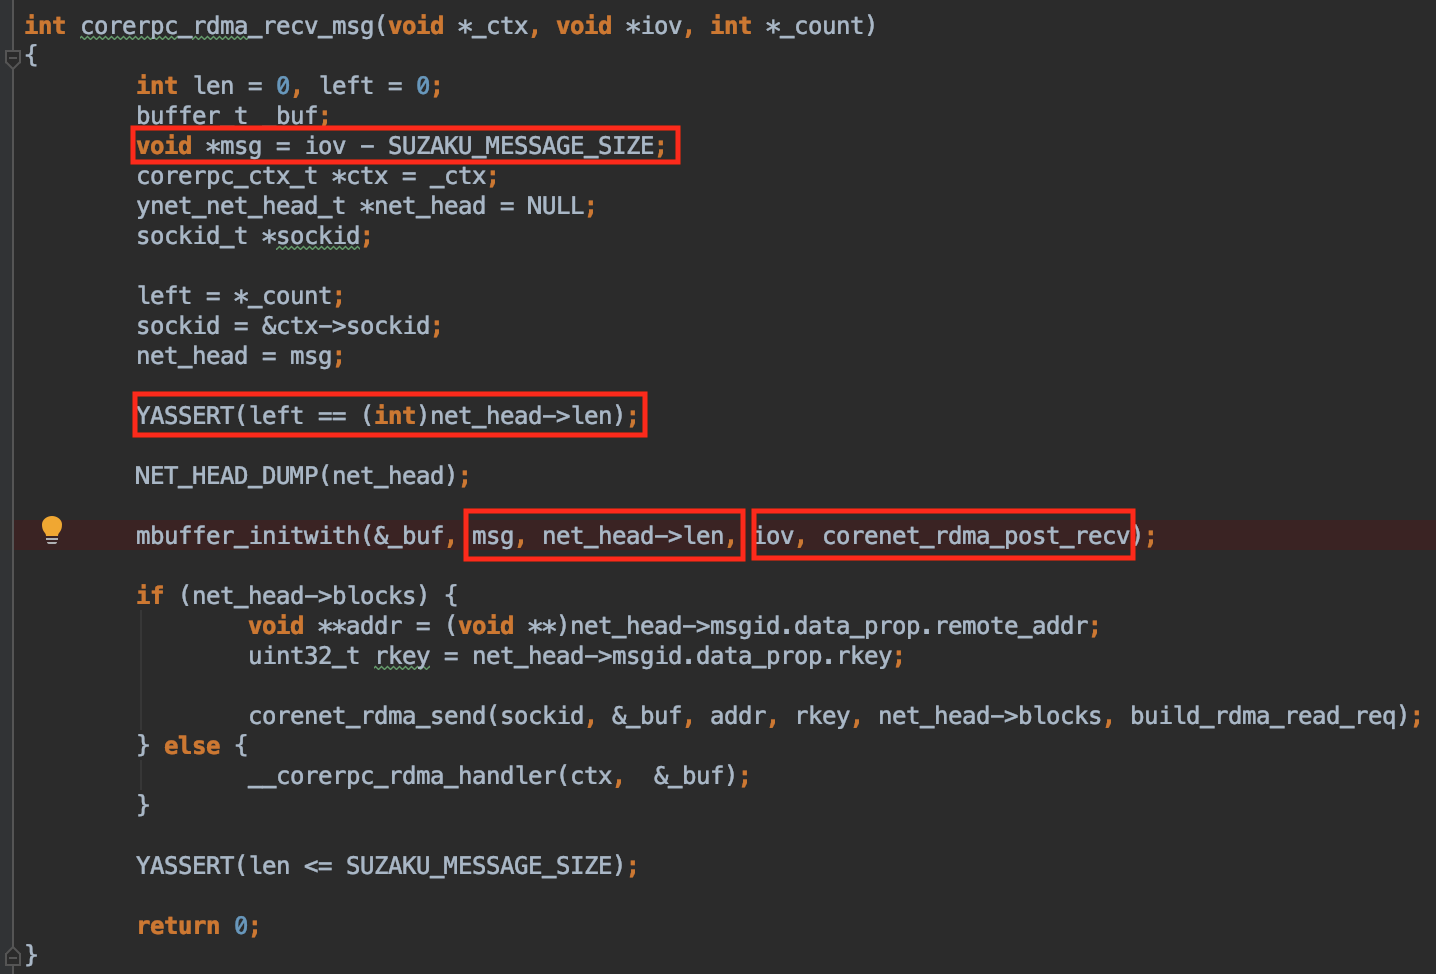 int corerpc_rdma_recv_msg(void *_ctx, void *iov, int *_count)
{
int len = 0, left = 0;
buffer_t _buf;
void *msg = iov - SUZAKU_MESSAGE_SIZE;
corerpc_ctx_t *ctx = _ctx;
ynet_net_head_t *net_head = NULL;
sockid_t *sockid;
left = *_count;
sockid = &ctx->sockid;
net_head = msg;
YASSERT(left == (int)net_head->len);
NET_HEAD_DUMP(net_head);
mbuffer_initwith(&_buf, msg, net_head->len, iov, corenet_rdma_post_recv);
if (net_head->blocks) {
void **addr = (void **)net_head->msgid.data_prop.remote_addr;
uint32_t rkey = net_head->msgid.data_prop.rkey;
corenet_rdma_send(sockid, &_buf, addr, rkey, net_head->blocks, build_rdma_read_req);
} else {
__corerpc_rdma_handler(ctx,  &_buf);
}
YASSERT(len <= SUZAKU_MESSAGE_SIZE);
return 0;
}